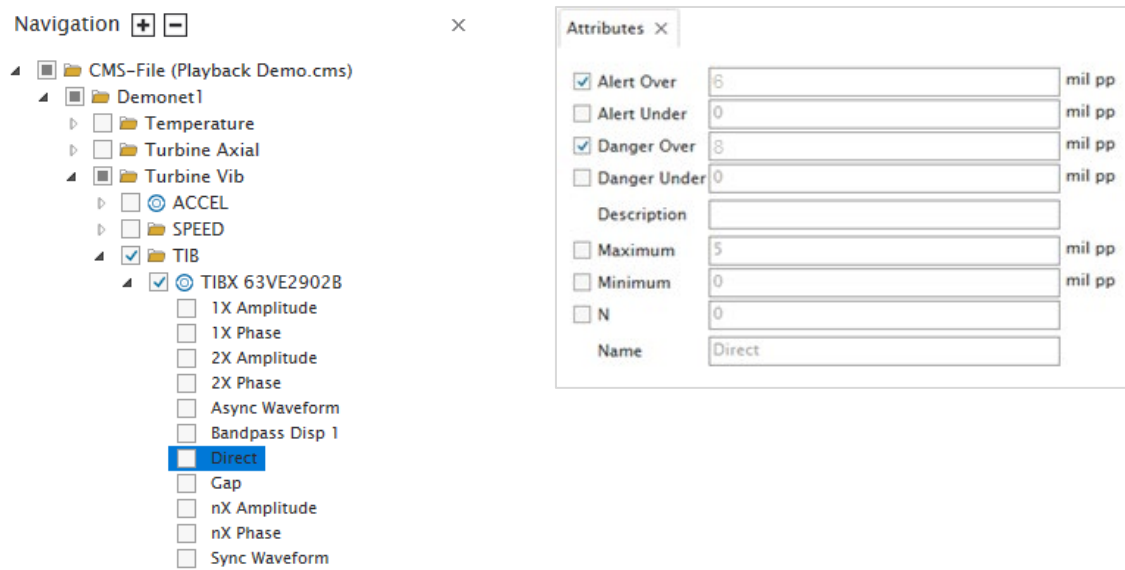 Navigation
CMS-File (Playback Demo.cms)
Demonet1
Temperature
Turbine Axial
Turbine Vib
ACCEL
SPEED
TIB
TIBX 63VE2902B
1X Amplitude
1X Phase
2X Amplitude
2X Phase
Async Waveform
Bandpass Disp 1
Direct
Gap
nX Amplitude
nX Phase
Sync Waveform
Attributes
Alert Over 6 mil pp
Alert Under 0 mil pp
Danger Over 8 mil pp
Danger Under 0 mil pp
Description
Maximum 5 mil pp
Minimum 0 mil pp
N 0
Name Direct